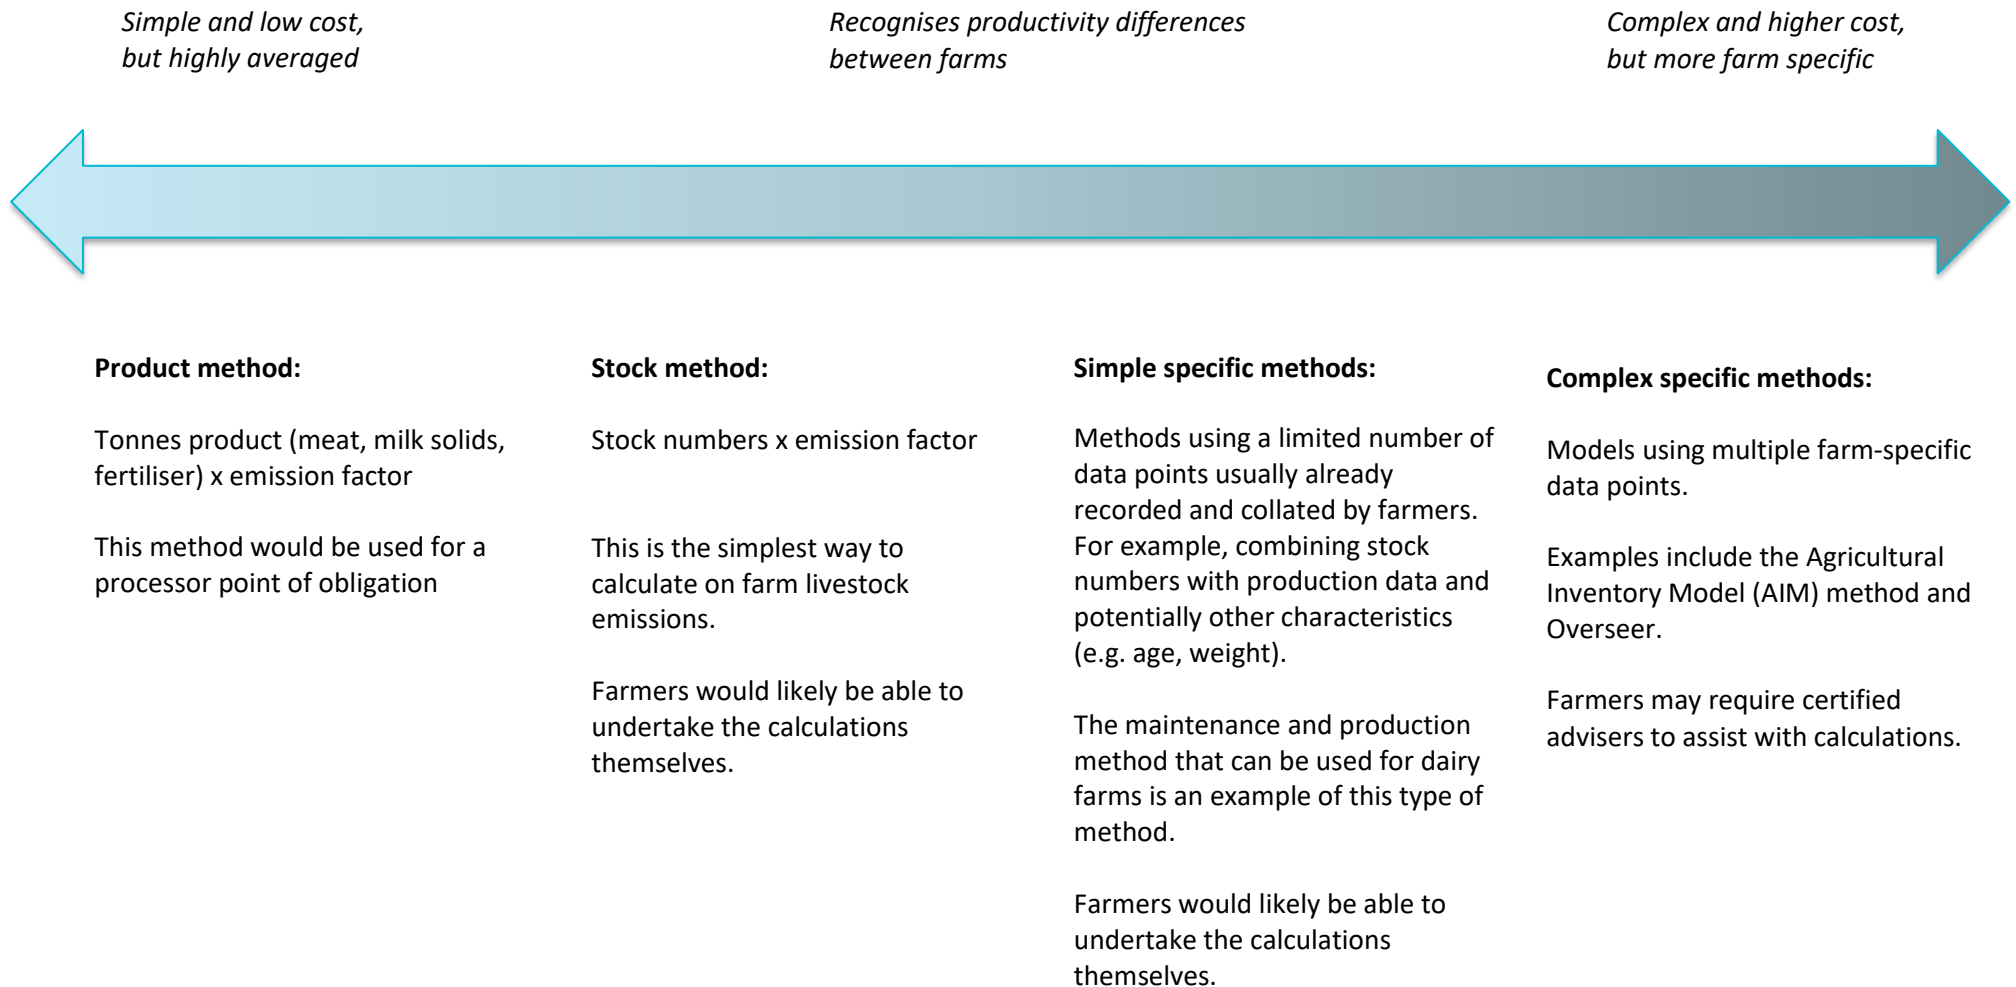 Simple and low cost,
but highly averaged
Recognises productivity differences
between farms
Complex and higher cost,
but more farm specific
Product method:
Tonnes product (meat, milk solids,
fertiliser) x emission factor
This method would be used for a
processor point of obligation
Stock method:
Stock numbers x emission factor
This is the simplest way to
calculate on farm livestock
emissions.
Farmers would likely be able to
undertake the calculations
themselves.
Simple specific methods:
Methods using a limited number of
data points usually already
recorded and collated by farmers.
For example, combining stock
numbers with production data and
potentially other characteristics
(e.g. age, weight).
The maintenance and production
method that can be used for dairy
farms is an example of this type of
method.
Farmers would likely be able to
undertake the calculations
themselves.
Complex specific methods:
Models using multiple farm-specific
data points.
Examples include the Agricultural
Inventory Model (AIM) method and
Overseer.
Farmers may require certified
advisers to assist with calculations.